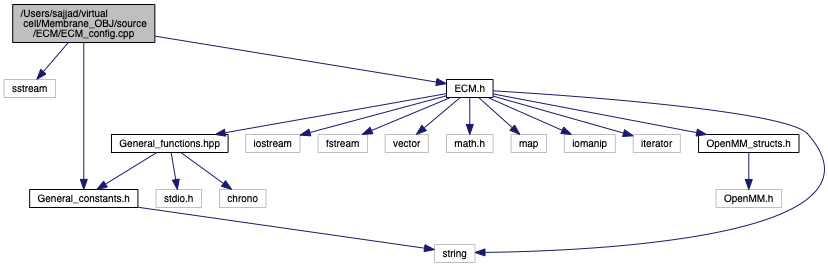 /Users/sajjad/virtual
cell/Membrane_OBJ/source
/ECM/ECM_config.cpp
sstream
ECM.h
General_functions.hpp
iostream
fstream
vector
math.h
map
iomanip
iterator
OpenMM_structs.h
General_constants.h
stdio.h
chrono
OpenMM.h
string